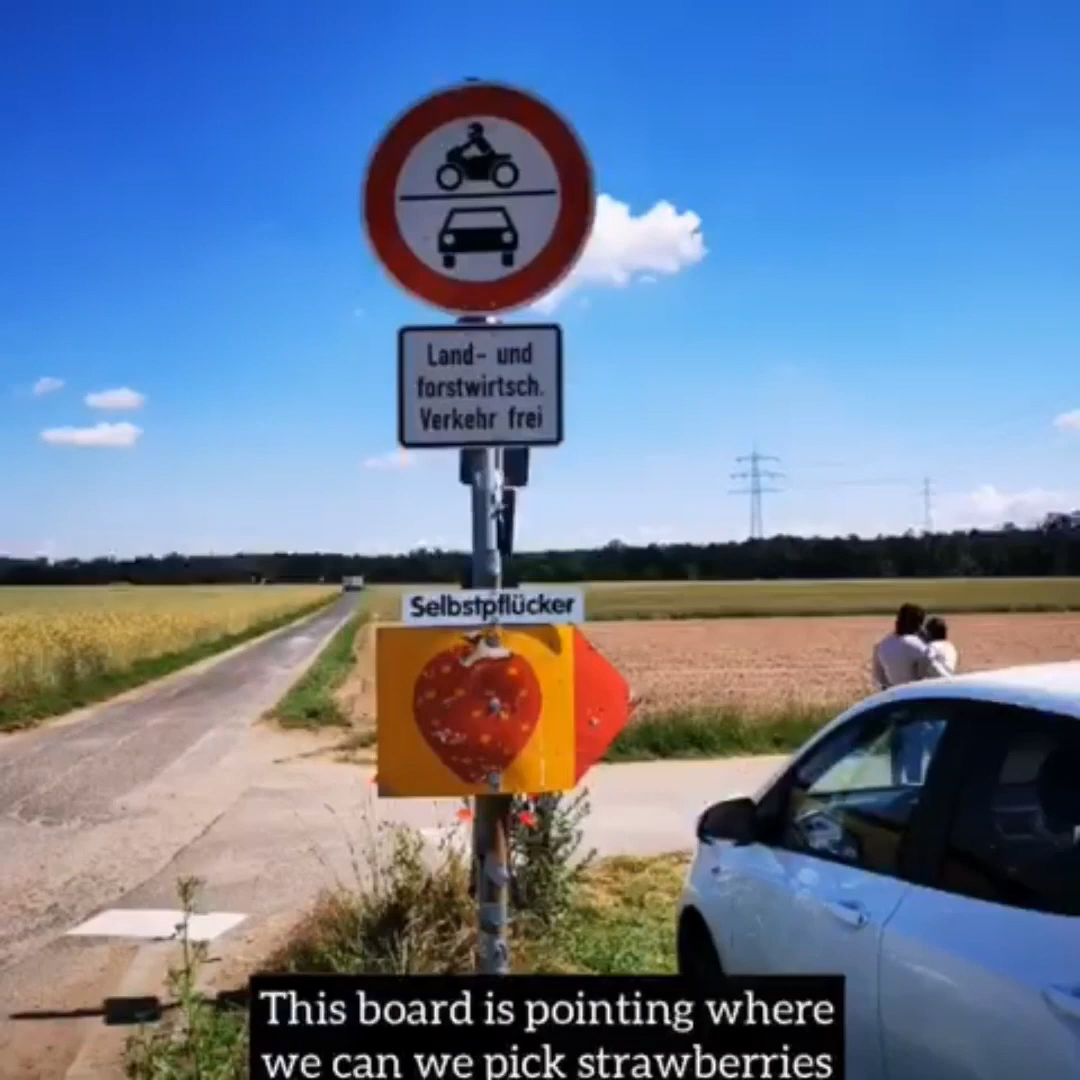 Land- und
forstwirtsch.
Verkehr frei
Selbstpflücker
This board is pointing where
we can we pick strawberries